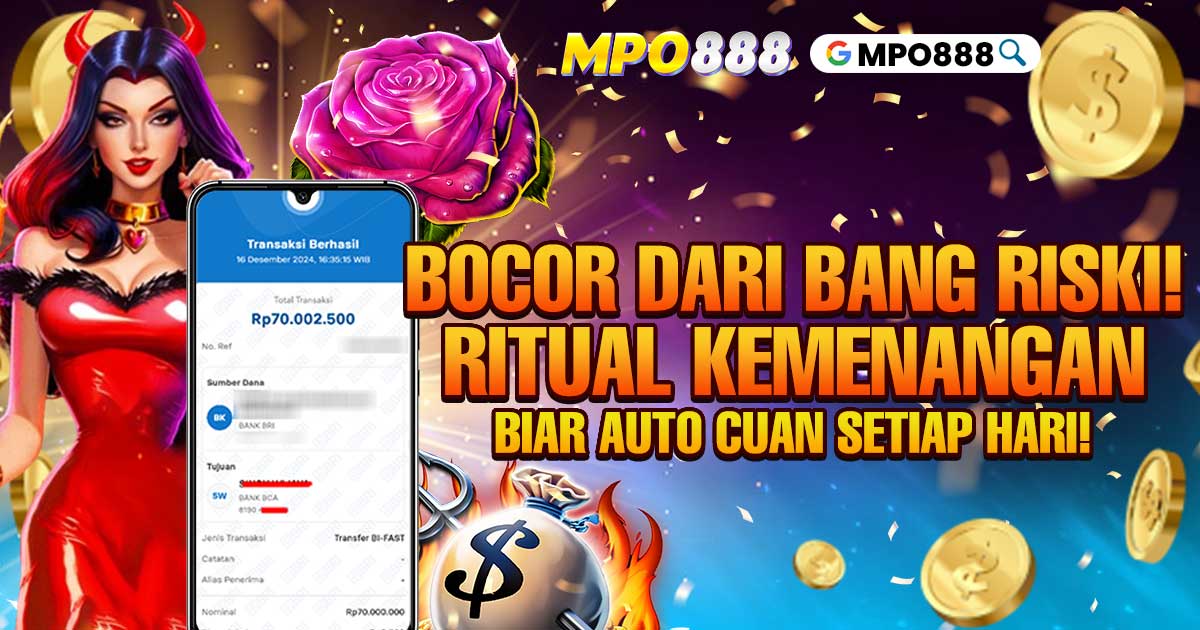 MPO888
G MPO888
BOCOR DARI BANG RISKI!
RITUAL KEMENANGAN
BIAR AUTO CUAN SETIAP HARI!
Transaksi Berhasil
16 Desember 2024, 16:35:15 WIB
Total Transaksi
Rp70.002.500
No. Ref
Sumber Dana
BK
BANK BRI
Tujuan
SW
BANK BCA
8190
Jenis Transaksi Transfer BI-FAST
Catatan -
Alias Penerima -
Nominal Rp70.000.000
$